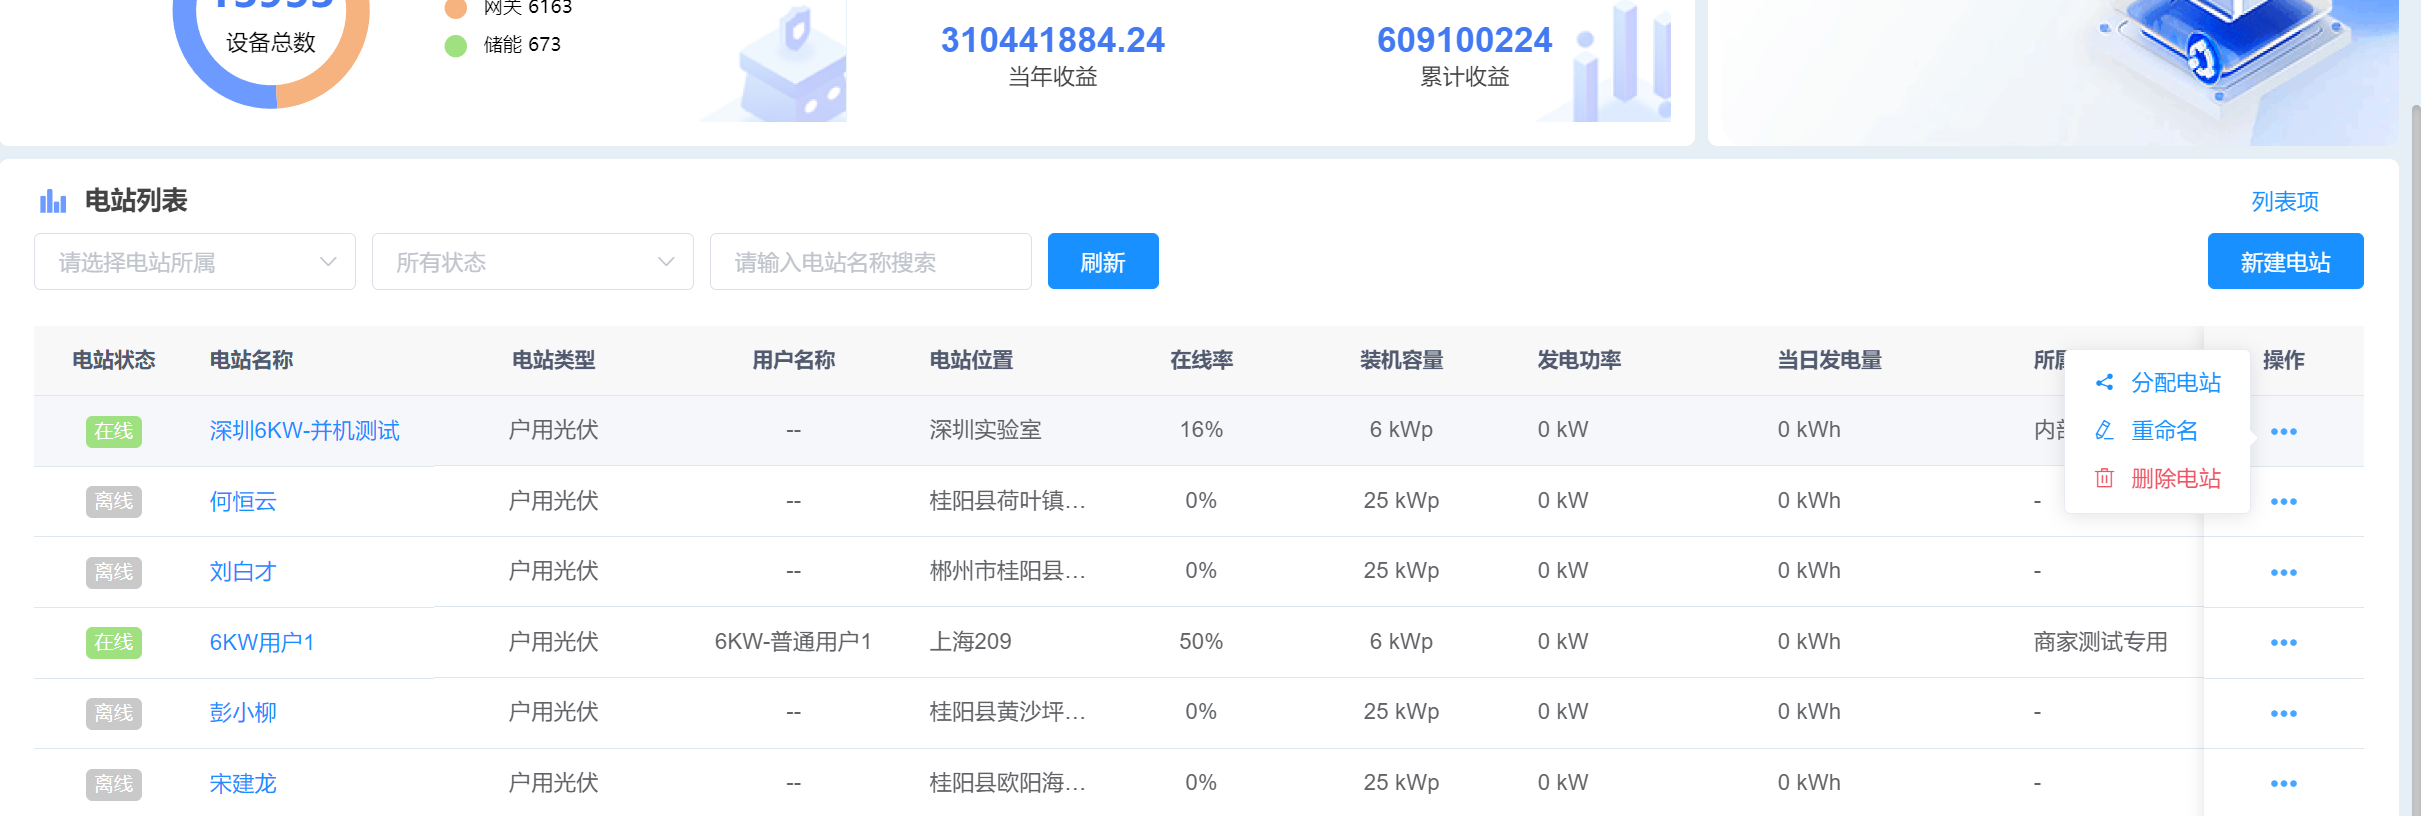 设备总数
网关 6163
储能 673
310441884.24
当年收益
609100224
累计收益
电站列表
列表项
请选择电站所属
所有状态
请输入电站名称搜索
刷新
新建电站
电站状态 电站名称 电站类型 用户名称 电站位置 在线率 装机容量 发电功率 当日发电量 所属 操作
在线 深圳6KW-并机测试 户用光伏 -- 深圳实验室 16% 6 kWp 0 kW 0 kWh 内部
分配电站
重命名
删除电站
离线 何恒云 户用光伏 -- 桂阳县荷叶镇... 0% 25 kWp 0 kW 0 kWh -
离线 刘白才 户用光伏 -- 郴州市桂阳县... 0% 25 kWp 0 kW 0 kWh -
在线 6KW用户1 户用光伏 6KW-普通用户1 上海209 50% 6 kWp 0 kW 0 kWh 商家测试专用
离线 彭小柳 户用光伏 -- 桂阳县黄沙坪... 0% 25 kWp 0 kW 0 kWh -
离线 宋建龙 户用光伏 -- 桂阳县欧阳海... 0% 25 kWp 0 kW 0 kWh -